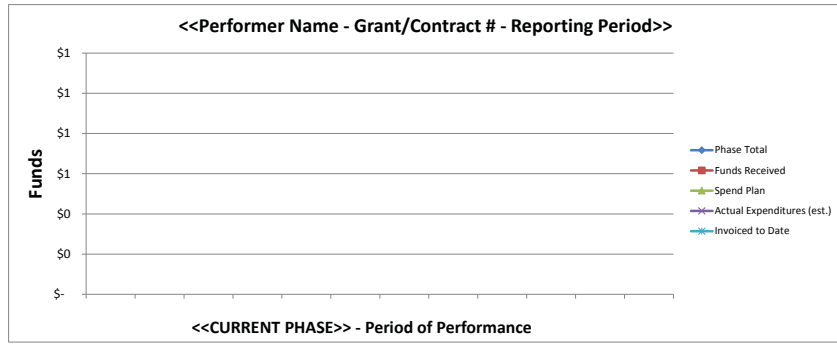 <<Performer Name - Grant/Contract # - Reporting Period>>
Funds
$1
$1
$1
$1
$0
$0
$-
Phase Total
Funds Received
Spend Plan
Actual Expenditures (est.)
Invoiced to Date
<<CURRENT PHASE>> - Period of Performance